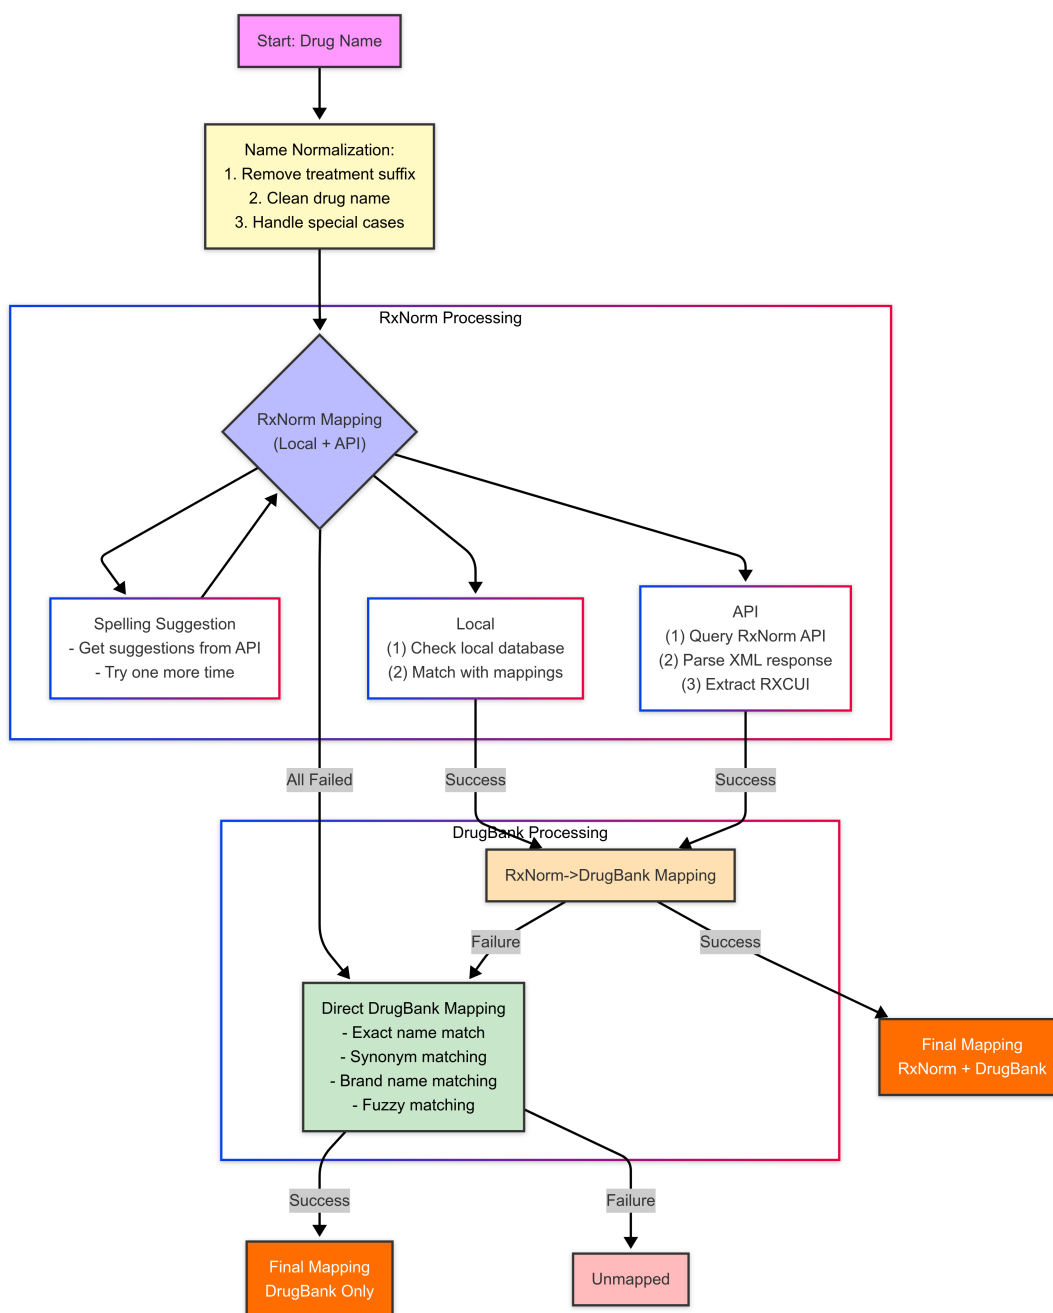 Start: Drug Name
Name Normalization:
1. Remove treatment suffix
2. Clean drug name
3. Handle special cases
RxNorm Processing
RxNorm Mapping
(Local + API)
Spelling Suggestion
- Get suggestions from API
- Try one more time
Local
(1) Check local database
(2) Match with mappings
API
(1) Query RxNorm API
(2) Parse XML response
(3) Extract RXCUI
All Failed
Success
Success
DrugBank Processing
RxNorm->DrugBank Mapping
Failure
Success
Direct DrugBank Mapping
- Exact name match
- Synonym matching
- Brand name matching
- Fuzzy matching
Final Mapping
RxNorm + DrugBank
Success
Failure
Final Mapping
DrugBank Only
Unmapped